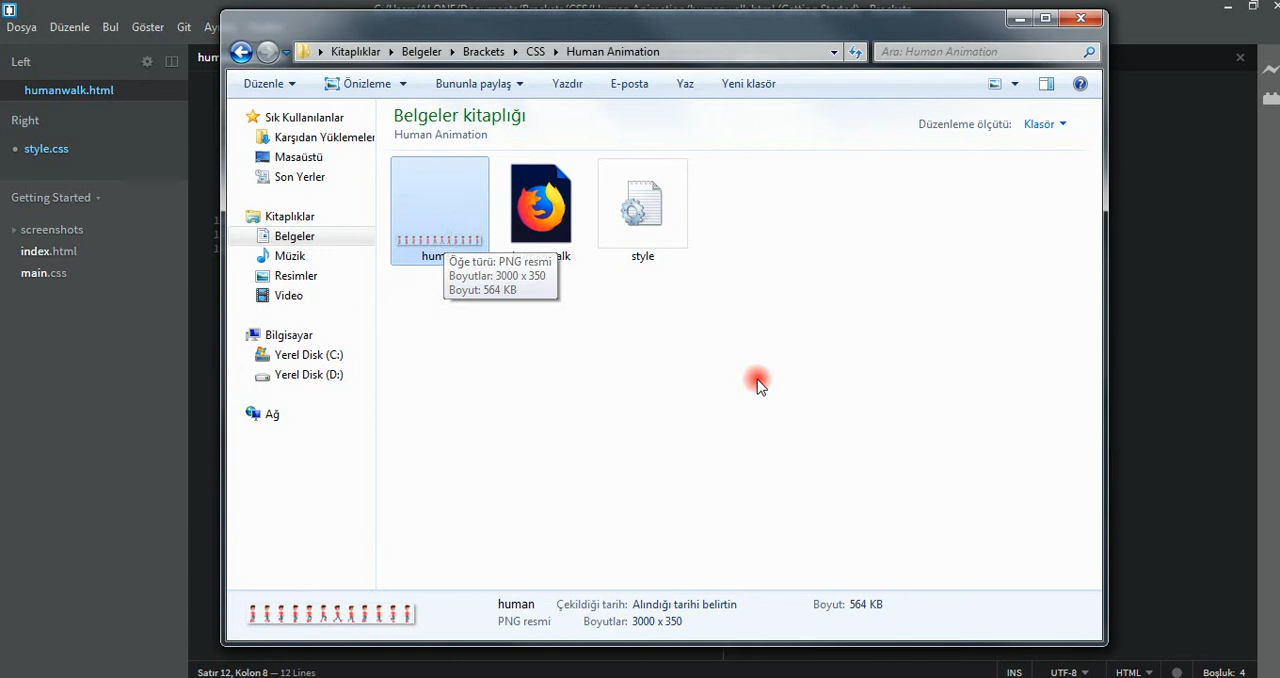 Dosya Düzenle Bul Göster Git
Left
humanwalk.html
Right
• style.css
Getting Started
screenshots
index.html
main.css
Kitaplıklar Belgeler Brackets CSS Human Animation
Ara: Human Animation
Düzenle Önizleme Bununla paylaş Yazdır E-posta Yaz Yeni klasör
Sık Kullanılanlar
Karşıdan Yüklemeler
Masaüstü
Son Yerler
Kitaplıklar
Belgeler
Müzik
Resimler
Video
Bilgisayar
Yerel Disk (C:)
Yerel Disk (D:)
Ağ
Belgeler kitaplığı
Human Animation
Düzenleme ölçütü: Klasör
style
Öğe türü: PNG resmi
Boyutlar: 3000 x 350
Boyut: 564 KB
human Çekildiği tarih: Alındığı tarihi belirtin Boyut: 564 KB
PNG resmi Boyutlar: 3000 x 350
Satır 12, Kolon 8 — 12 Lines
INS UTF-8 HTML Boşluk: 4